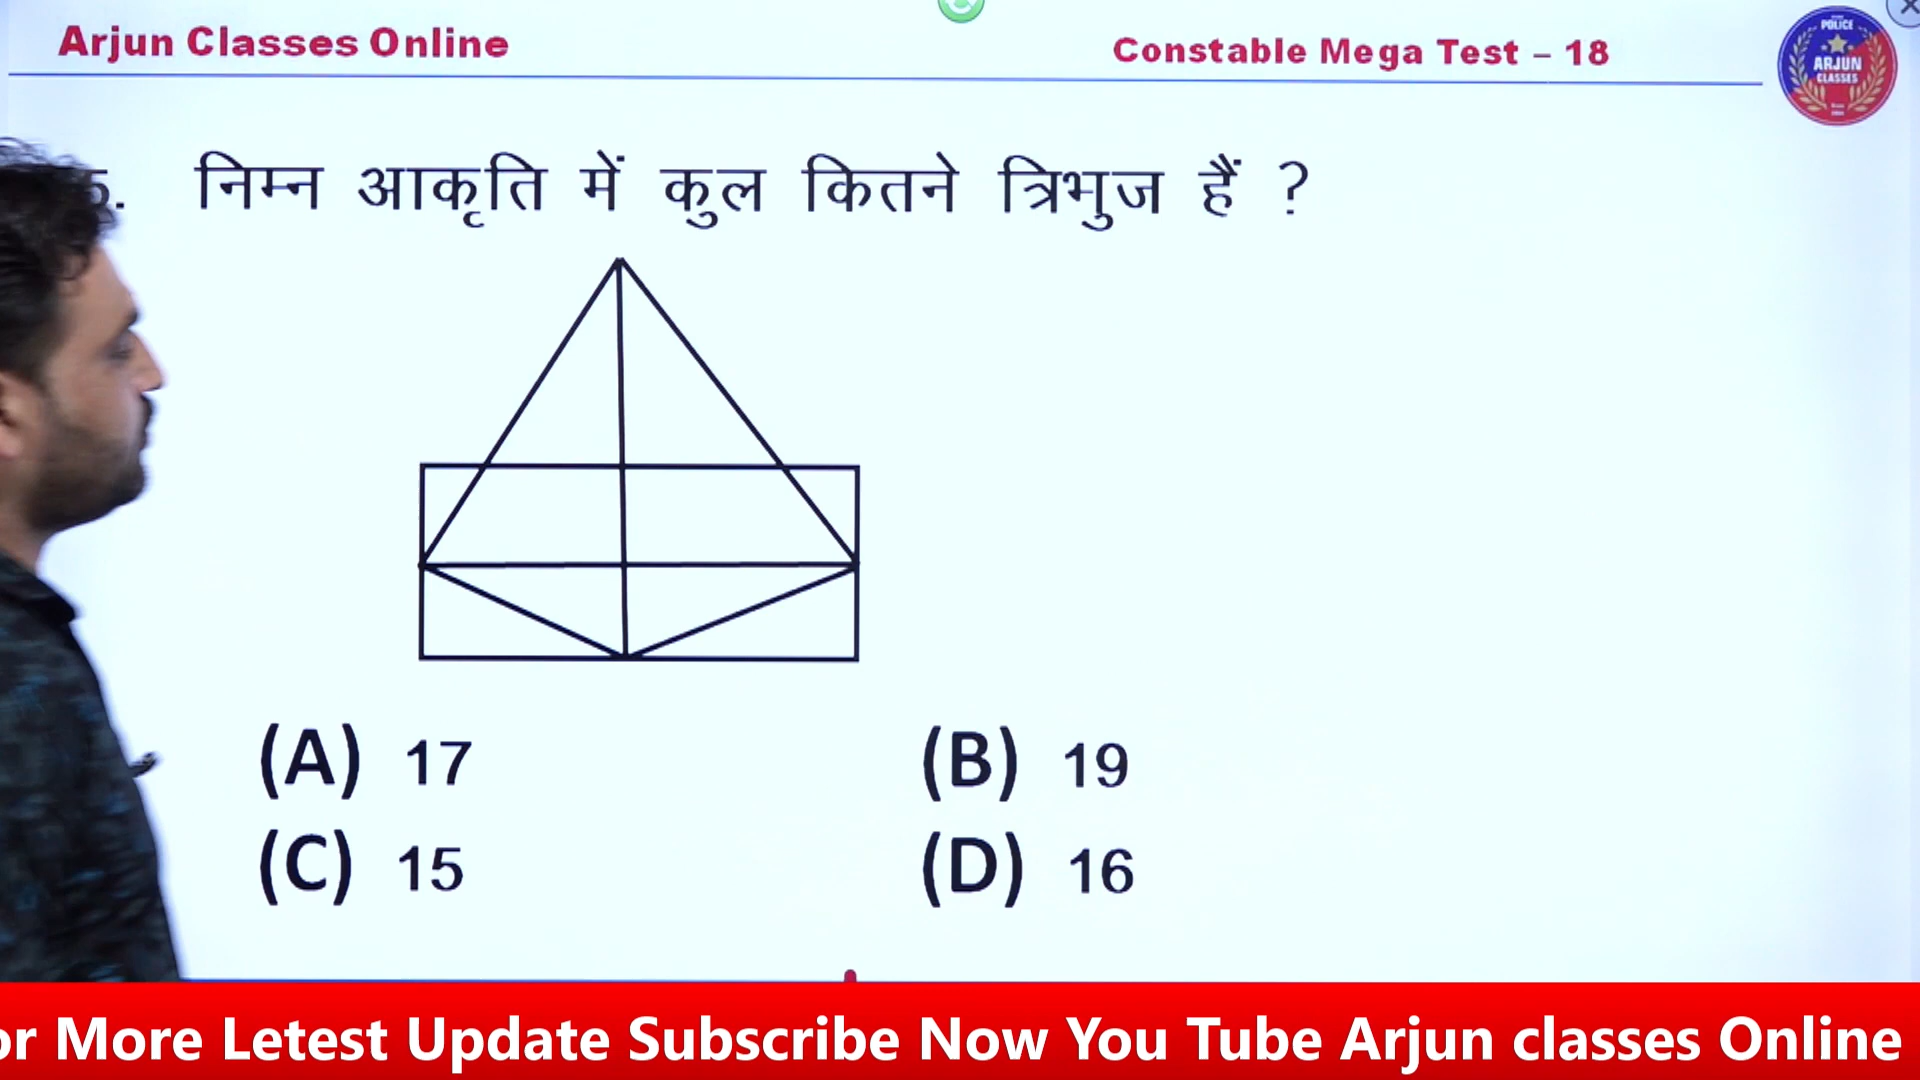 Arjun Classes Online
Constable Mega Test – 18
POLICE
ARJUN
CLASSES
निम्न आकृति में कुल कितने त्रिभुज हैं ?
(A) 17
(B) 19
(C) 15
(D) 16
More Letest Update Subscribe Now You Tube Arjun classes Online